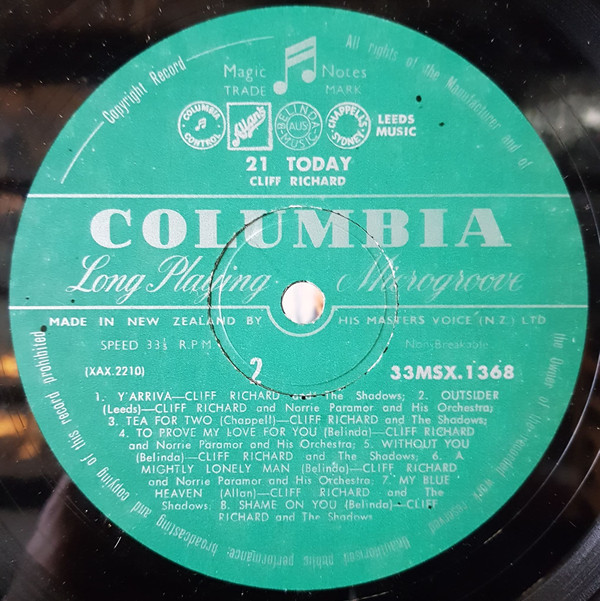 Copyright Record
All rights of the Manufacturer and of
Magic Notes
TRADE MARK
COLUMBIA CONTROL
Allans
BELINDA AUS MUSIC
CHAPPELLS SYDNEY
LEEDS
MUSIC
21 TODAY
CLIFF RICHARD
COLUMBIA
Long Playing Microgroove
MADE IN NEW ZEALAND BY HIS MASTERS VOICE (N.Z.) LTD
SPEED 33⅓ R.P.M
Non-Breakable
2
(XAX.2210)
33MSX.1368
1. Y'ARRIVA—CLIFF RICHARD and The Shadows; 2. OUTSIDER
(Leeds)—CLIFF RICHARD and Norrie Paramor and His Orchestra;
3. TEA FOR TWO (Chappell)—CLIFF RICHARD and The Shadows;
4. TO PROVE MY LOVE FOR YOU (Belinda)—CLIFF RICHARD
and Norrie Paramor and His Orchestra; 5. WITHOUT YOU
(Belinda)—CLIFF RICHARD and The Shadows; 6. A
MIGHTLY LONELY MAN (Belinda)—CLIFF RICHARD
and Norrie Paramor and His Orchestra; 7. MY BLUE
HEAVEN (Allan)—CLIFF RICHARD and The
Shadows; 8. SHAME ON YOU (Belinda)—CLIFF
RICHARD and The Shadows
the Owner of the recorded work reserved
Unauthorised public performance, broadcasting and copying of this record prohibited